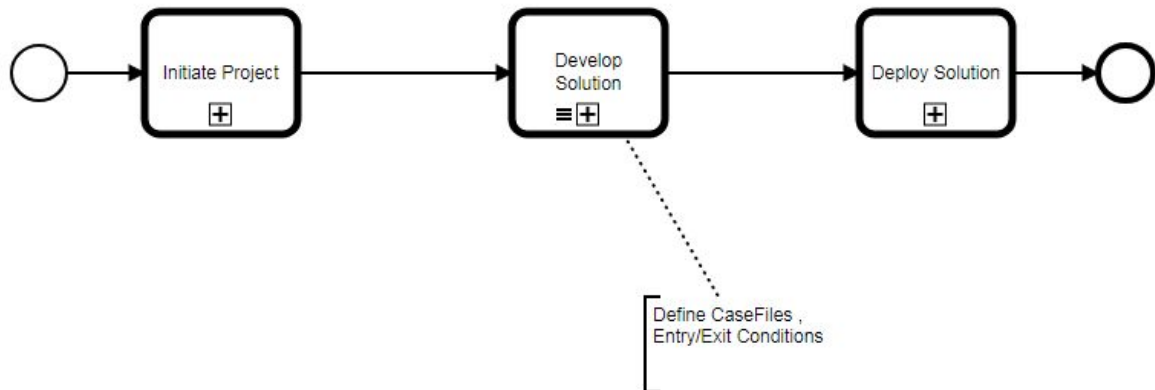 Initiate Project
Develop
Solution
Deploy Solution
Define CaseFiles ,
Entry/Exit Conditions